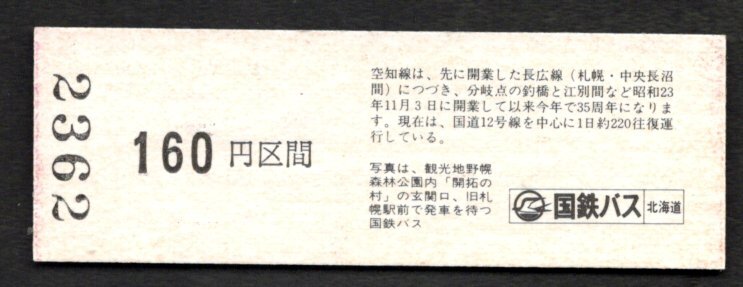 2362
160円区間
空知線は、先に開業した長広線（札幌・中央長沼
間）につづき、分岐点の釣橋と江別間など昭和23
年11月3日に開業して以来今年で35周年になりま
す。現在は、国道12号線を中心に1日約220往復運
行している。
写真は、観光地野幌
森林公園内「開拓の
村」の玄関口、旧札
幌駅前で発車を待つ
国鉄バス
国鉄バス 北海道